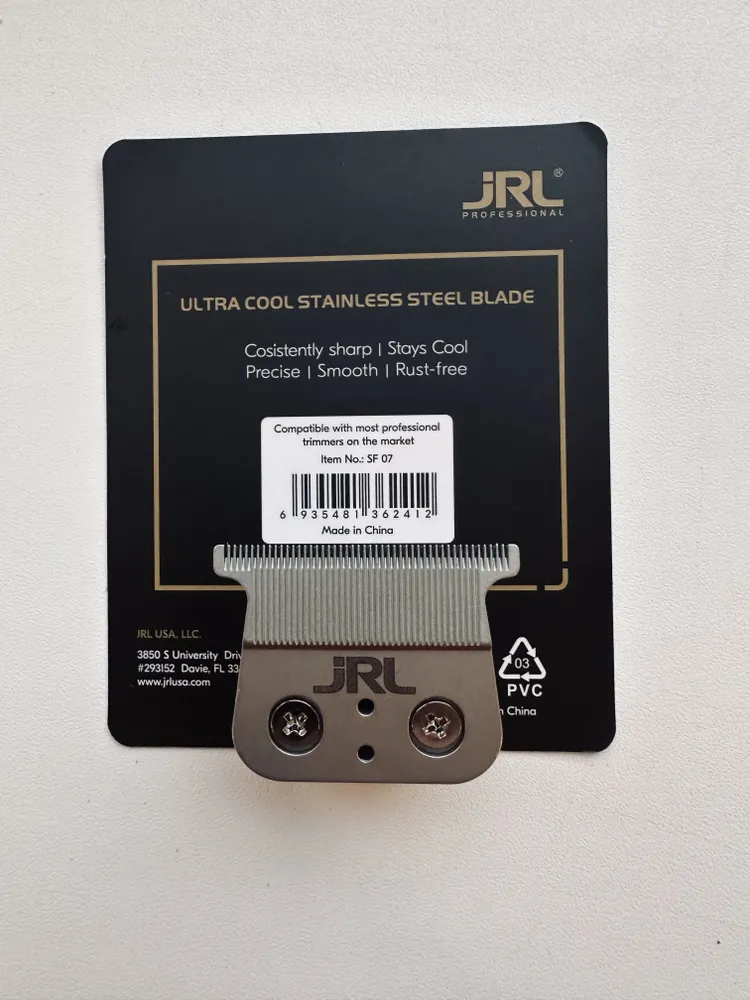 JRL®
PROFESSIONAL
ULTRA COOL STAINLESS STEEL BLADE
Cosistently sharp | Stays Cool
Precise | Smooth | Rust-free
Compatible with most professional
trimmers on the market
Item No.: SF 07
6 935481 362412
Made in China
JRL USA, LLC.
3850 S University
#293152 Davie, FL
www.jrlusa.com
JRL
03
PVC
China